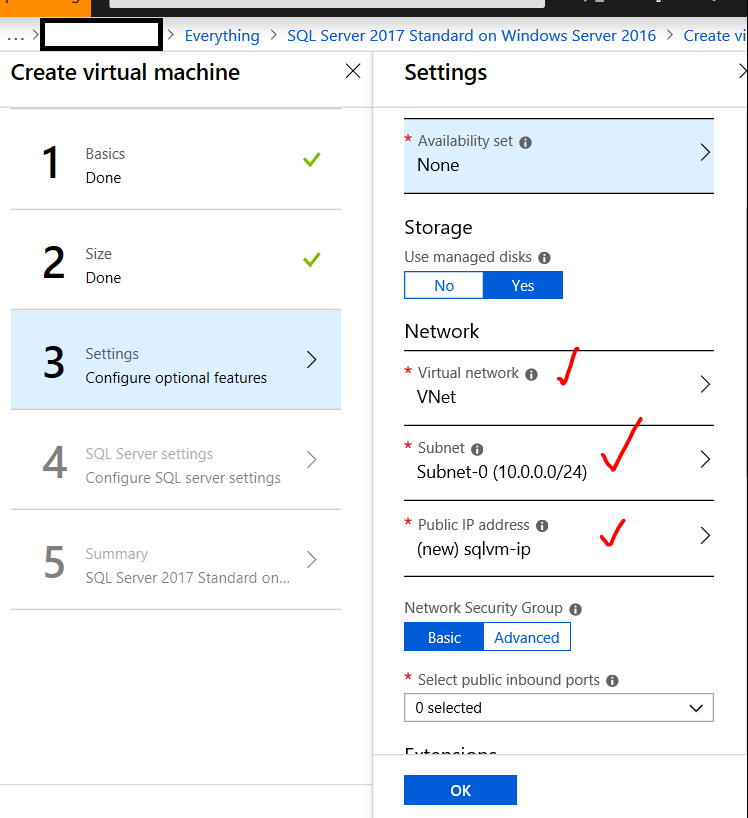 ... > > Everything > SQL Server 2017 Standard on Windows Server 2016 > Create vi
Create virtual machine
1
Basics
Done
2
Size
Done
3
Settings
Configure optional features
4
SQL Server settings
Configure SQL server settings
5
Summary
SQL Server 2017 Standard on...
Settings
* Availability set
None
Storage
Use managed disks
No Yes
Network
* Virtual network
VNet
* Subnet
Subnet-0 (10.0.0.0/24)
* Public IP address
(new) sqlvm-ip
Network Security Group
Basic Advanced
* Select public inbound ports
0 selected
Extensions
OK